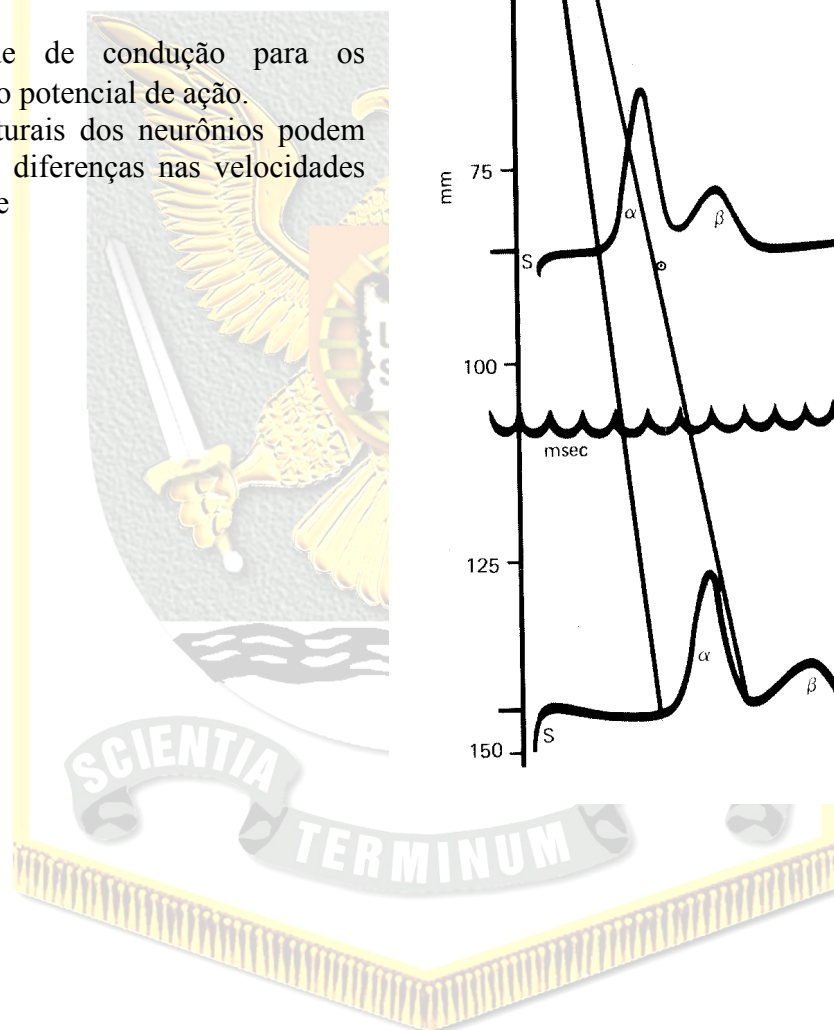 de condução para os
o potencial de ação.
turais dos neurônios podem
diferenças nas velocidades
e
mm
75
α
β
S
100
msec
125
α
β
S
150
SCIENTIA
TERMINUM